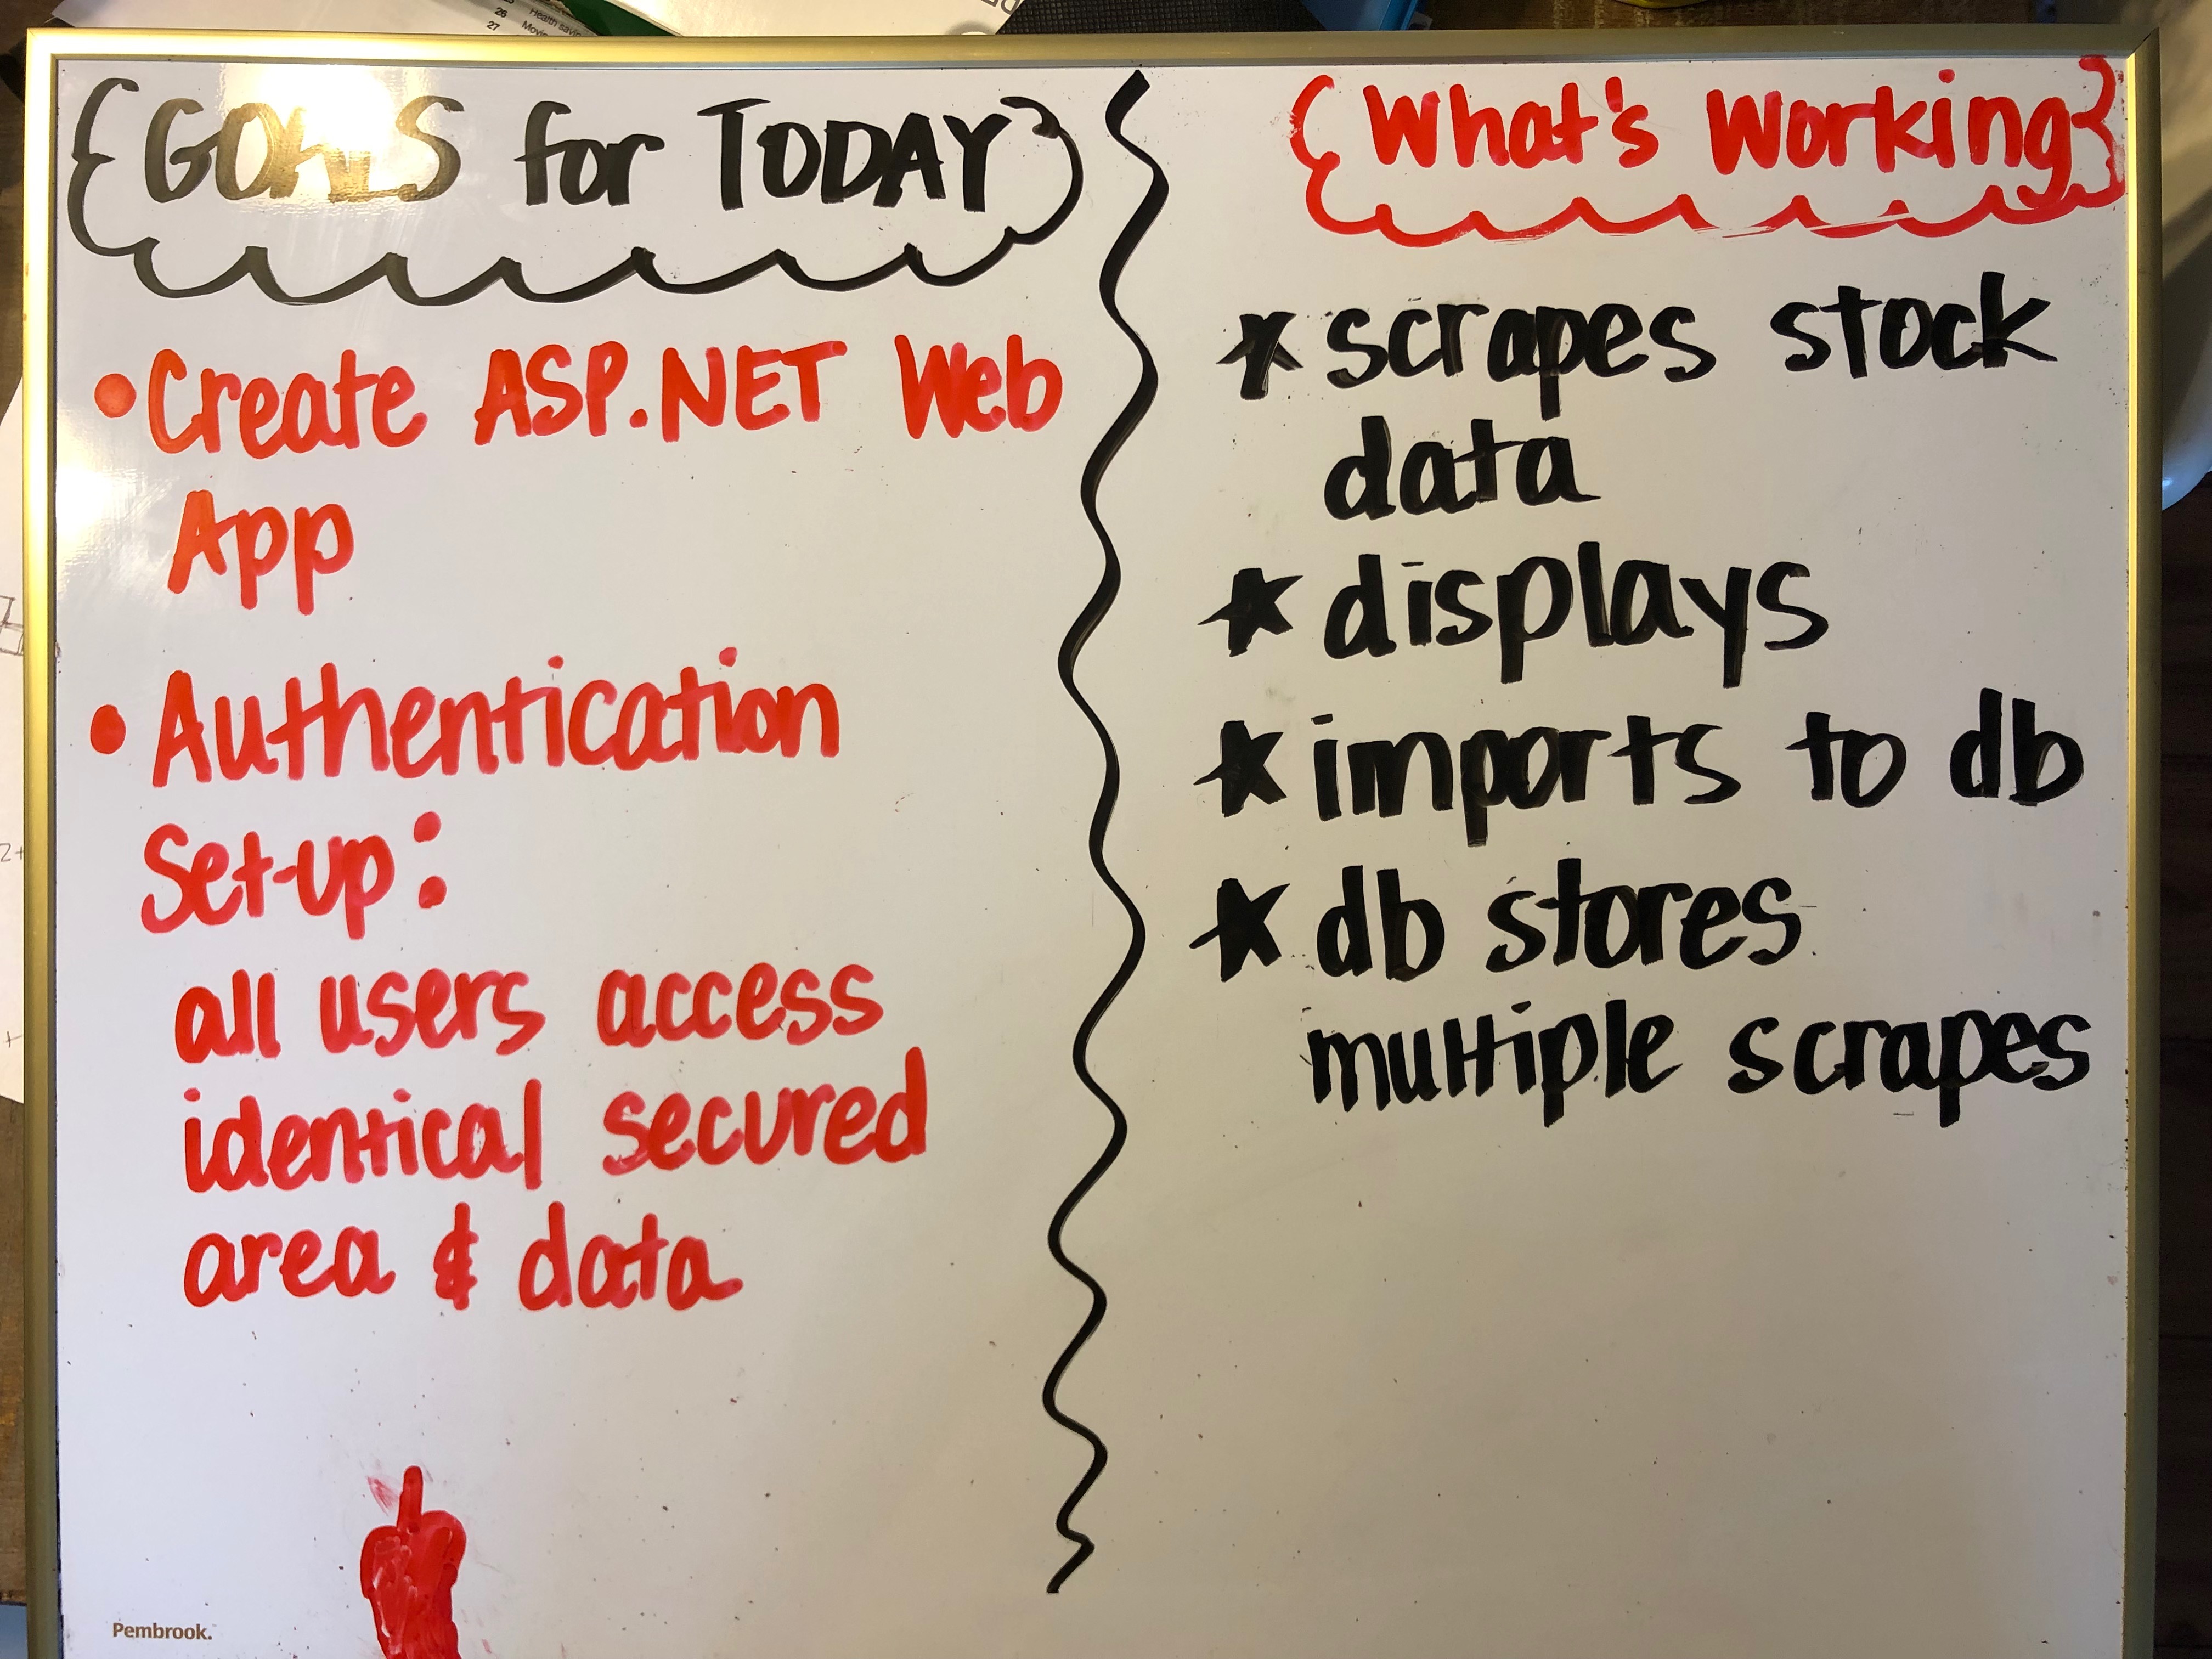 {GOALS for TODAY}
• Create ASP.NET Web
App
• Authentication
Set-up:
all users access
identical secured
area & data
{What's Working}
* scrapes stock
data
* displays
* imports to db
* db stores
multiple scrapes
Pembrook.